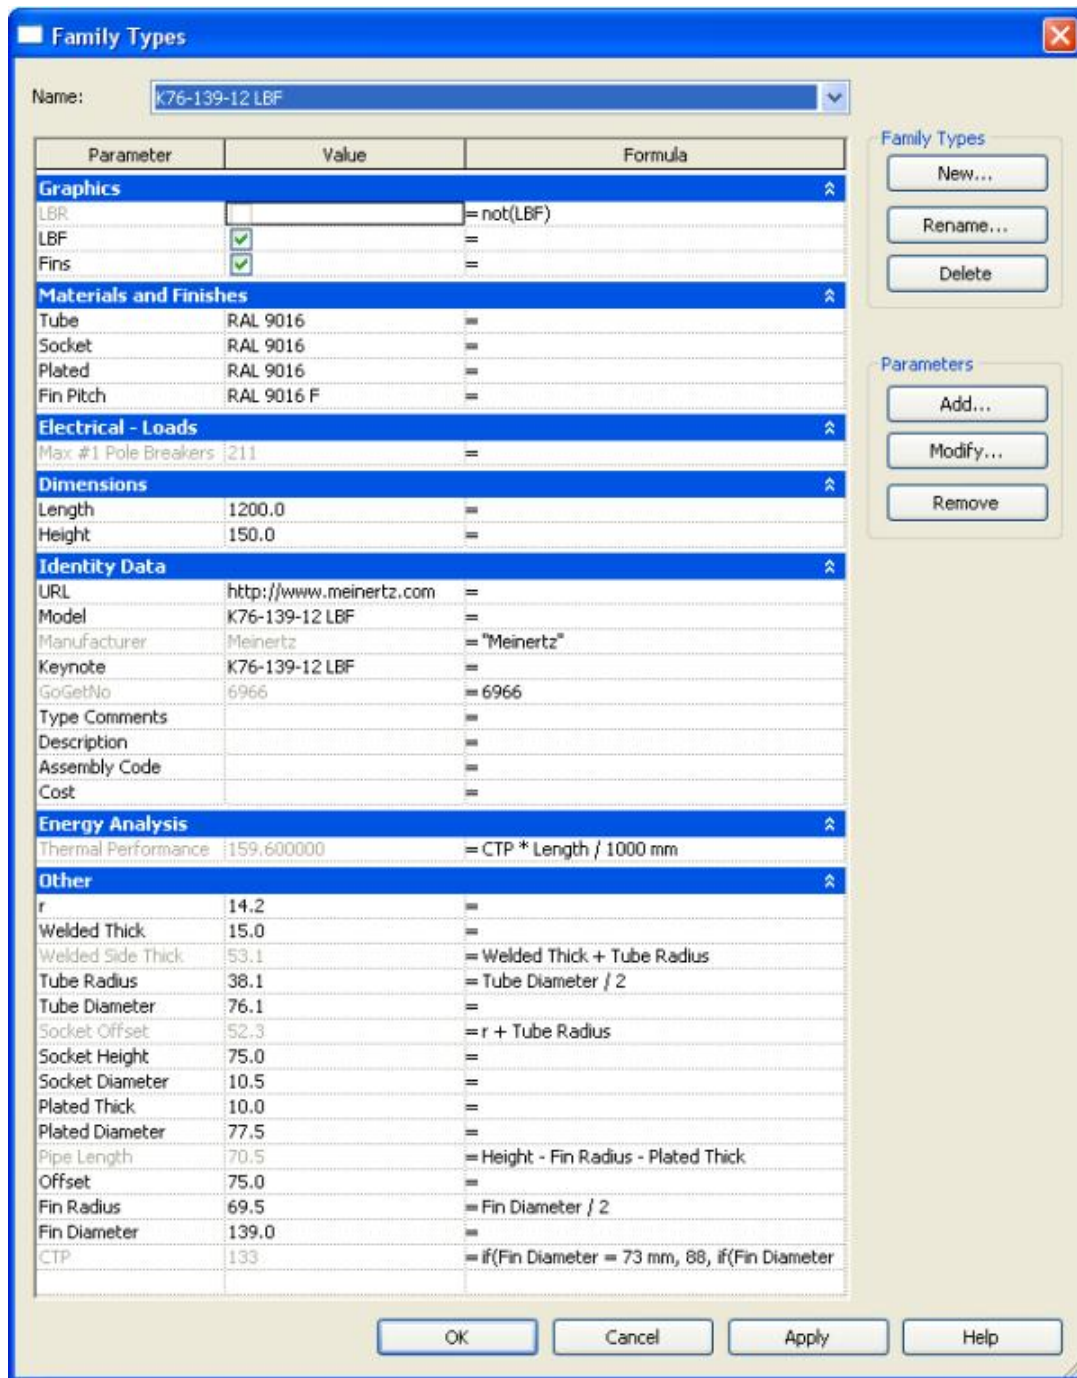 Family Types
Name: K76-139-12 LBF
Parameter Value Formula
Graphics
LBR = not(LBF)
LBF =
Fins =
Materials and Finishes
Tube RAL 9016 =
Socket RAL 9016 =
Plated RAL 9016 =
Fin Pitch RAL 9016 F =
Electrical - Loads
Max #1 Pole Breakers 211 =
Dimensions
Length 1200.0 =
Height 150.0 =
Identity Data
URL http://www.meinertz.com =
Model K76-139-12 LBF =
Manufacturer Meinertz = "Meinertz"
Keynote K76-139-12 LBF =
GoGetNo 6966 = 6966
Type Comments =
Description =
Assembly Code =
Cost =
Energy Analysis
Thermal Performance 159.600000 = CTP * Length / 1000 mm
Other
r 14.2 =
Welded Thick 15.0 =
Welded Side Thick 53.1 = Welded Thick + Tube Radius
Tube Radius 38.1 = Tube Diameter / 2
Tube Diameter 76.1 =
Socket Offset 52.3 = r + Tube Radius
Socket Height 75.0 =
Socket Diameter 10.5 =
Plated Thick 10.0 =
Plated Diameter 77.5 =
Pipe Length 70.5 = Height - Fin Radius - Plated Thick
Offset 75.0 =
Fin Radius 69.5 = Fin Diameter / 2
Fin Diameter 139.0 =
CTP 133 = if(Fin Diameter = 73 mm, 88, if(Fin Diameter
Family Types
New...
Rename...
Delete
Parameters
Add...
Modify...
Remove
OK Cancel Apply Help